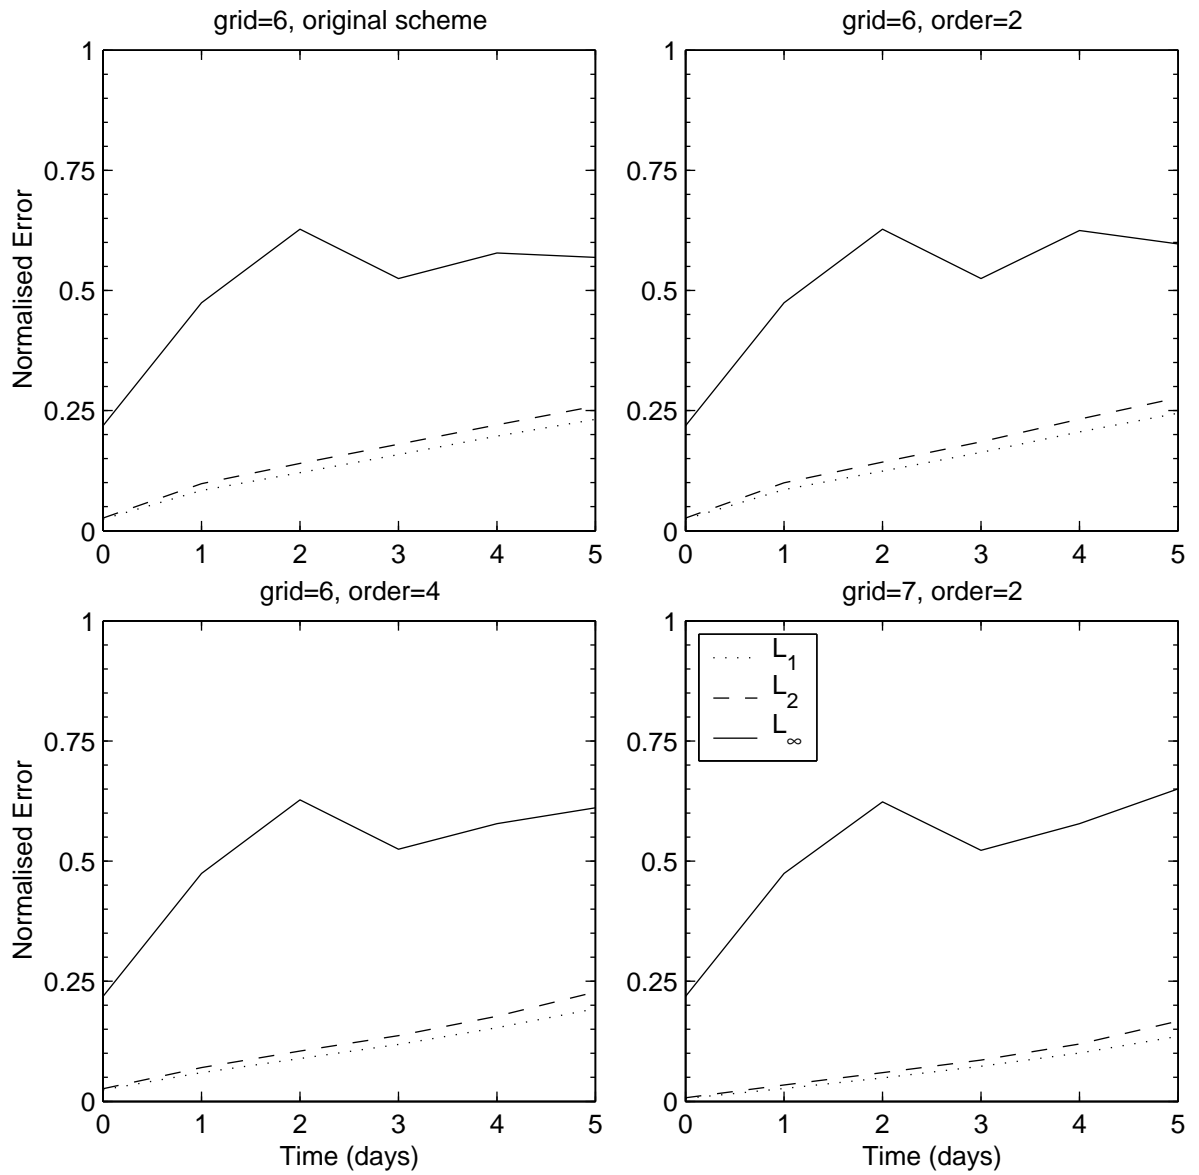 grid=6, original scheme
1
0.75
0.5
0.25
0
Normalised Error
0 1 2 3 4 5
grid=6, order=2
1
0.75
0.5
0.25
0
0 1 2 3 4 5
grid=6, order=4
1
0.75
0.5
0.25
0
Normalised Error
0 1 2 3 4 5
Time (days)
grid=7, order=2
1
0.75
0.5
0.25
0
L1
L2
L∞
0 1 2 3 4 5
Time (days)